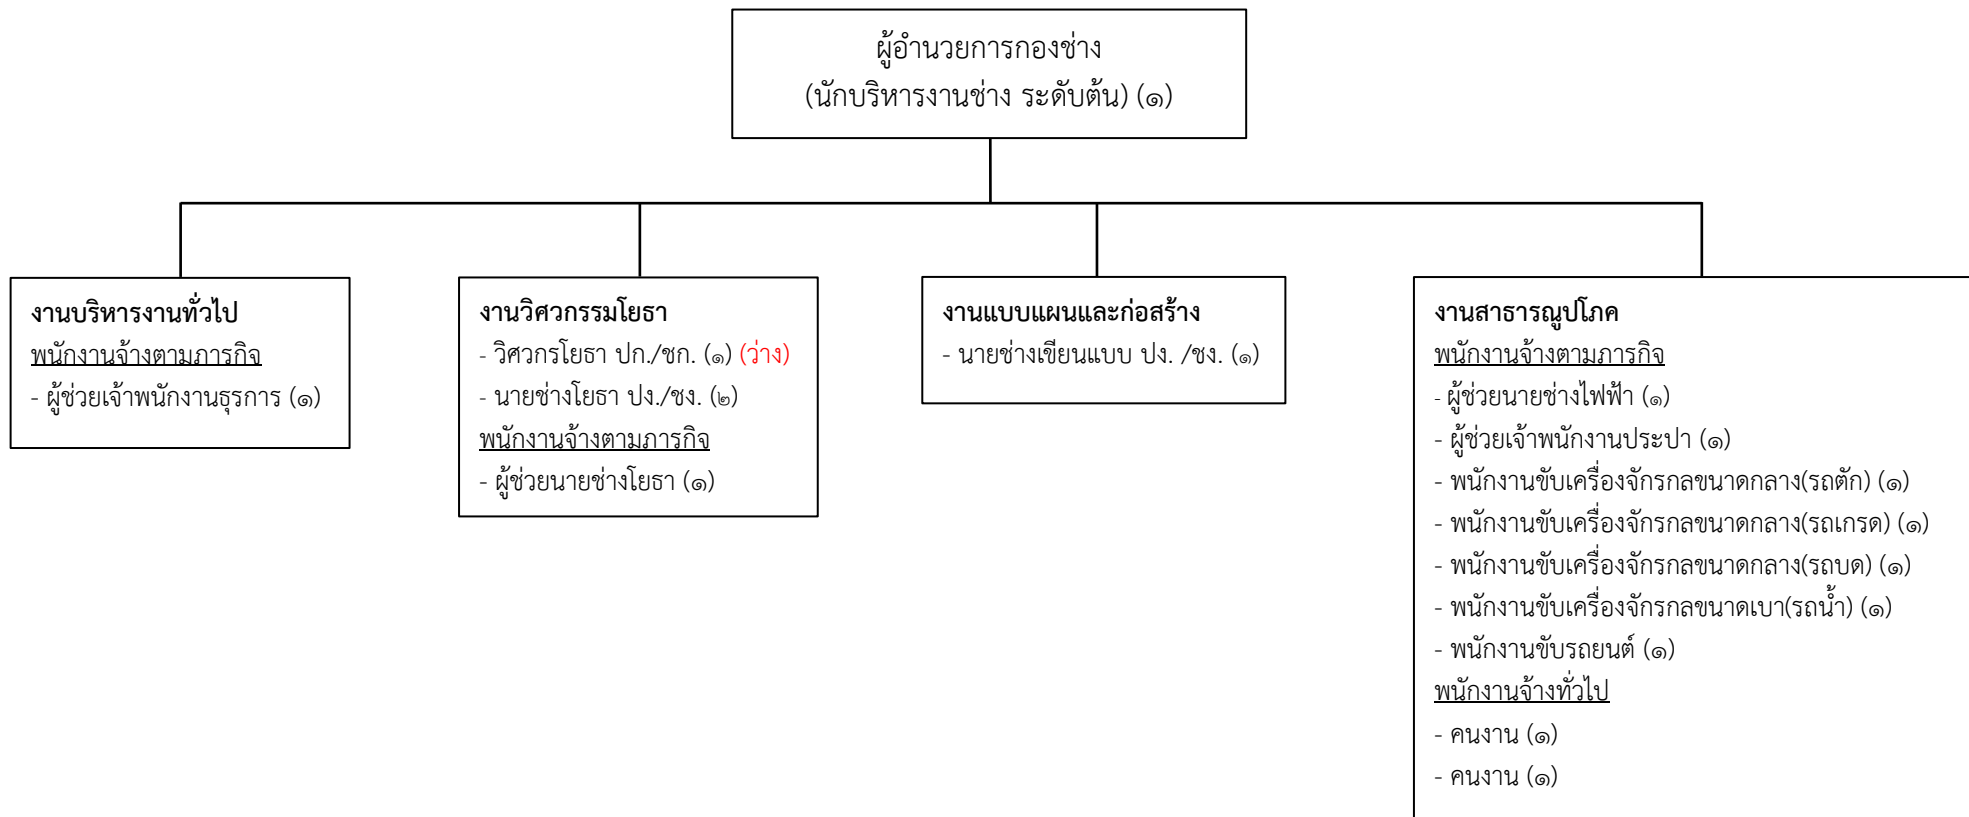 ผู้อำนวยการกองช่าง
(นักบริหารงานช่าง ระดับต้น) (๑)
งานบริหารงานทั่วไป
พนักงานจ้างตามภารกิจ
- ผู้ช่วยเจ้าพนักงานธุรการ (๑)
งานวิศวกรรมโยธา
- วิศวกรโยธา ปก./ชก. (๑) (ว่าง)
- นายช่างโยธา ปง./ชง. (๒)
พนักงานจ้างตามภารกิจ
- ผู้ช่วยนายช่างโยธา (๑)
งานแบบแผนและก่อสร้าง
- นายช่างเขียนแบบ ปง. /ชง. (๑)
งานสาธารณูปโภค
พนักงานจ้างตามภารกิจ
- ผู้ช่วยนายช่างไฟฟ้า (๑)
- ผู้ช่วยเจ้าพนักงานประปา (๑)
- พนักงานขับเครื่องจักรกลขนาดกลาง(รถตัก) (๑)
- พนักงานขับเครื่องจักรกลขนาดกลาง(รถเกรด) (๑)
- พนักงานขับเครื่องจักรกลขนาดกลาง(รถบด) (๑)
- พนักงานขับเครื่องจักรกลขนาดเบา(รถน้ำ) (๑)
- พนักงานขับรถยนต์ (๑)
พนักงานจ้างทั่วไป
- คนงาน (๑)
- คนงาน (๑)